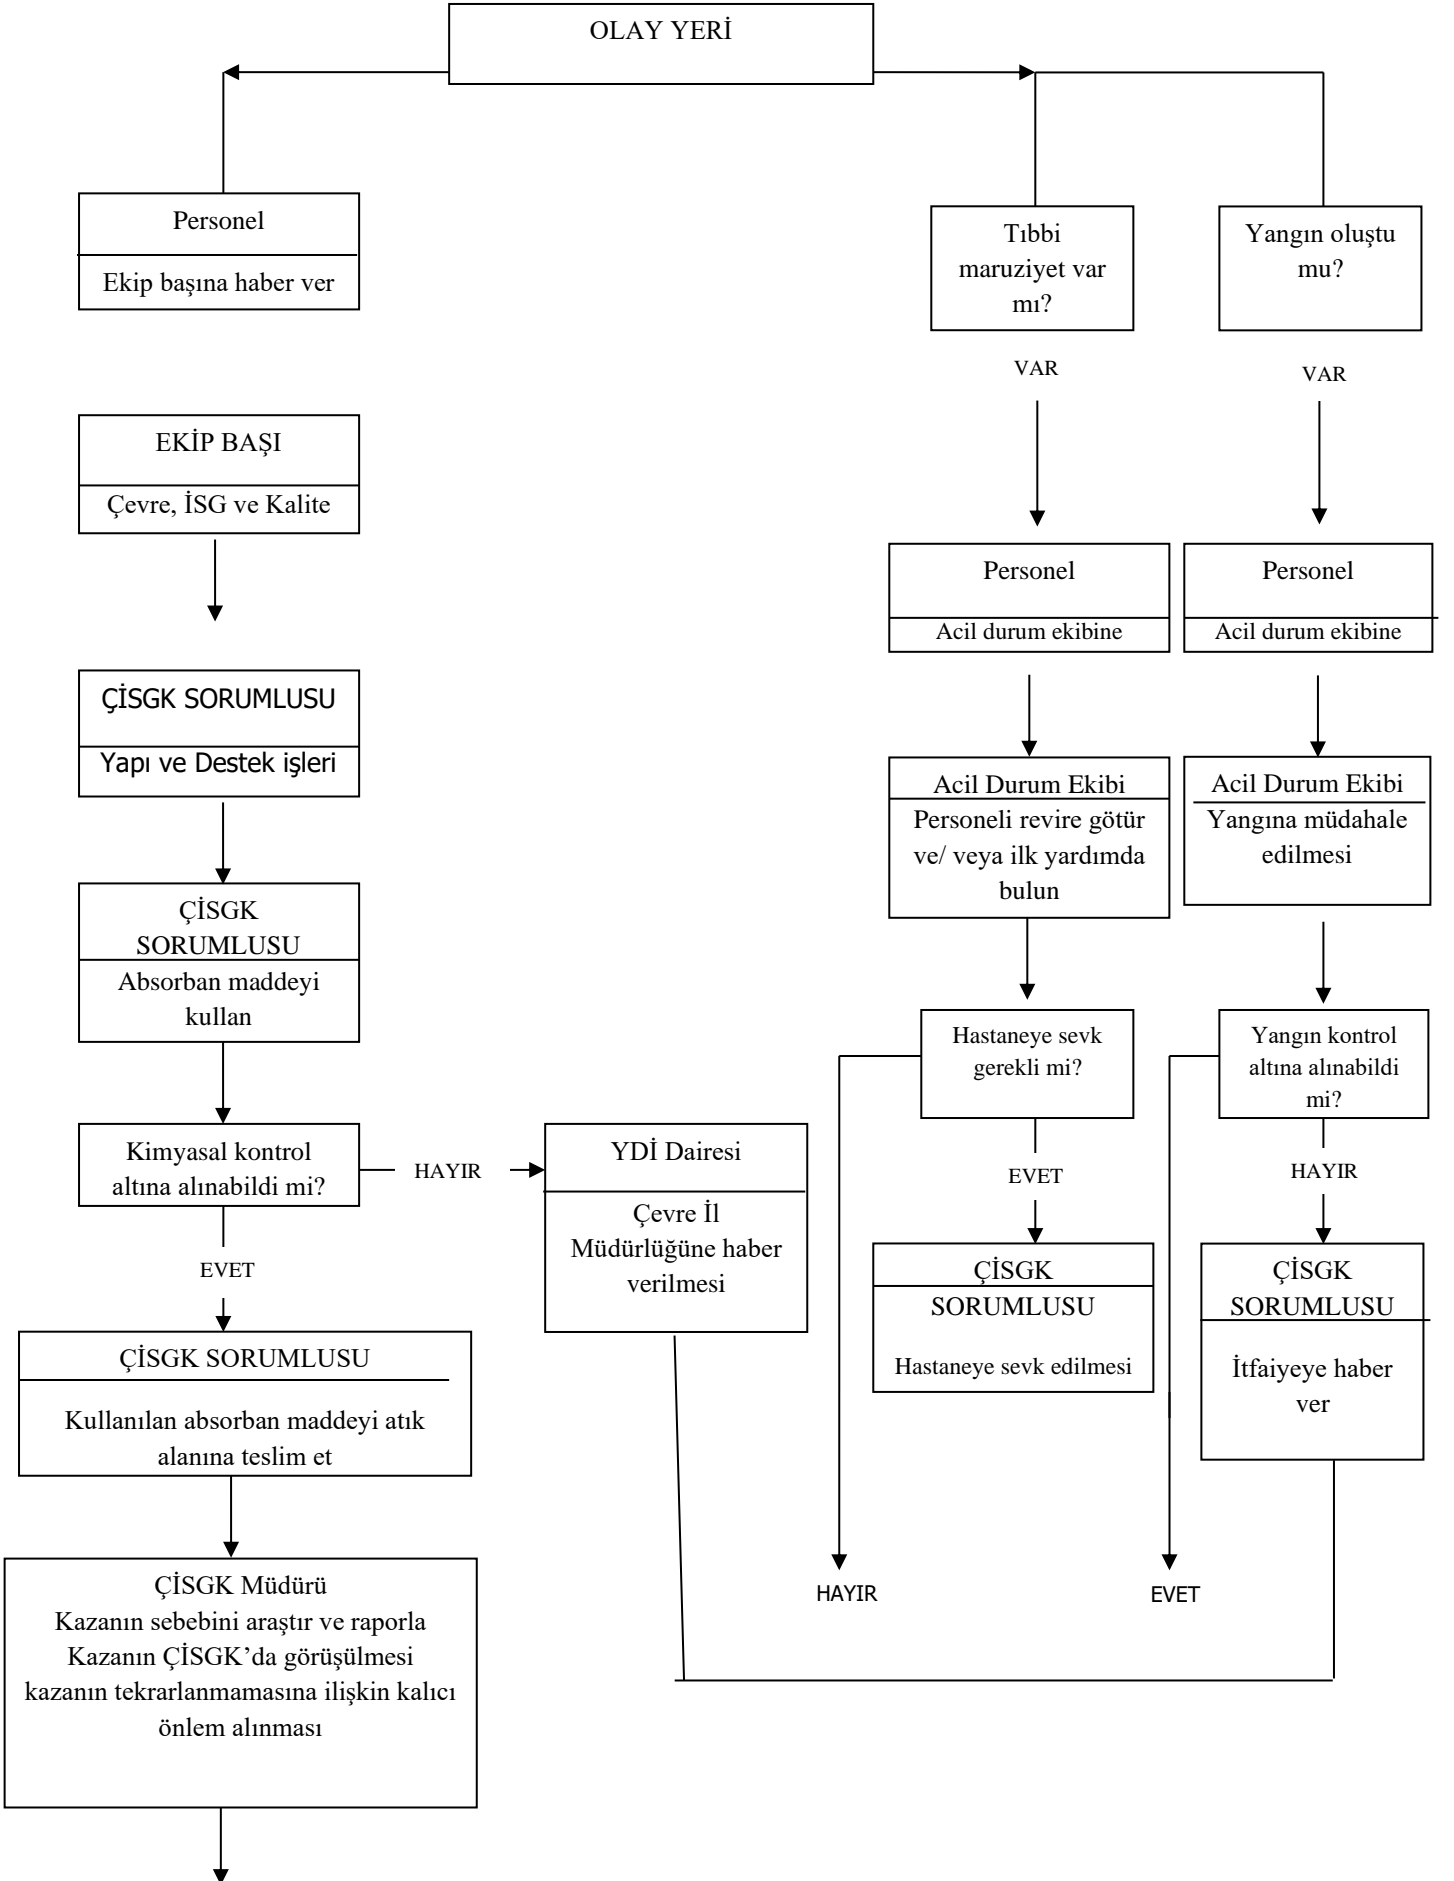 OLAY YERİ
Personel
Ekip başına haber ver
Tıbbi
maruziyet var
mı?
Yangın oluştu
mu?
VAR
VAR
EKİP BAŞI
Çevre, İSG ve Kalite
Personel
Acil durum ekibine
Personel
Acil durum ekibine
ÇİSGK SORUMLUSU
Yapı ve Destek işleri
Acil Durum Ekibi
Personeli revire götür
ve/ veya ilk yardımda
bulun
Acil Durum Ekibi
Yangına müdahale
edilmesi
ÇİSGK
SORUMLUSU
Absorban maddeyi
kullan
Hastaneye sevk
gerekli mi?
Yangın kontrol
altına alınabildi
mi?
Kimyasal kontrol
altına alınabildi mi?
HAYIR
YDİ Dairesi
Çevre İl
Müdürlüğüne haber
verilmesi
EVET
HAYIR
EVET
ÇİSGK
SORUMLUSU
Hastaneye sevk edilmesi
ÇİSGK
SORUMLUSU
İtfaiyeye haber
ver
ÇİSGK SORUMLUSU
Kullanılan absorban maddeyi atık
alanına teslim et
HAYIR
EVET
ÇİSGK Müdürü
Kazanın sebebini araştır ve raporla
Kazanın ÇİSGK’da görüşülmesi
kazanın tekrarlanmamasına ilişkin kalıcı
önlem alınması